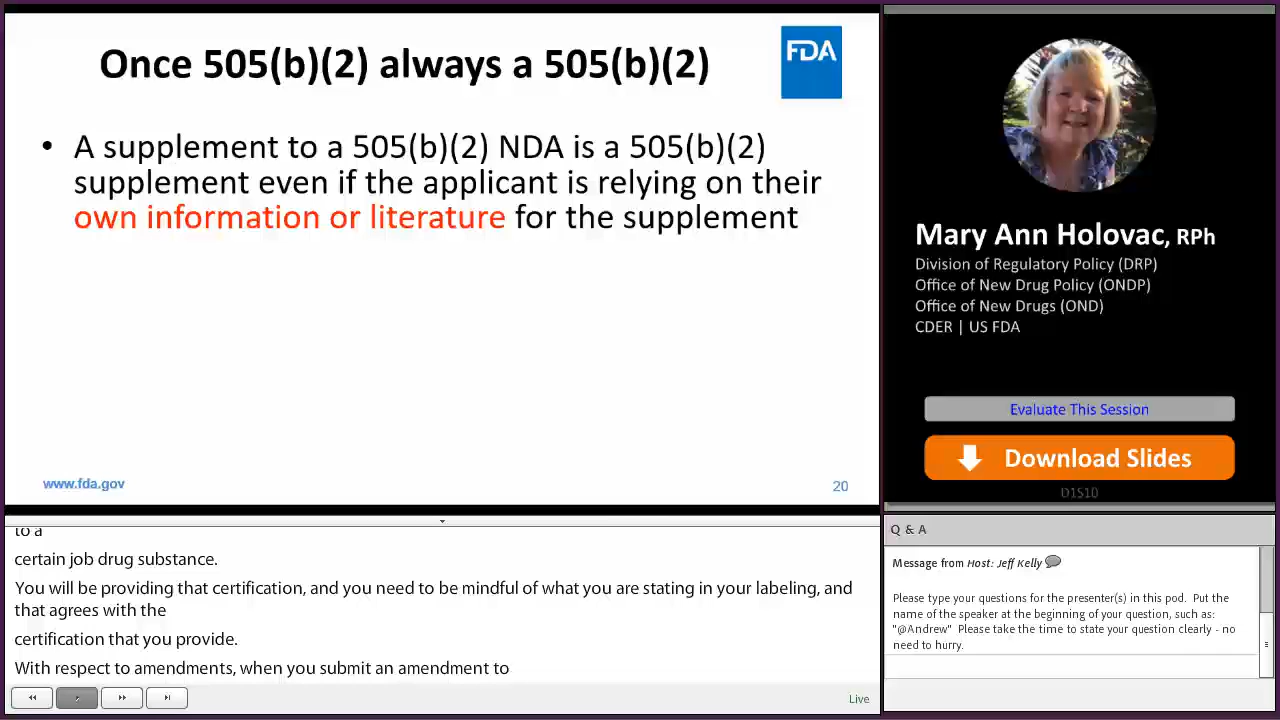 Once 505(b)(2) always a 505(b)(2)
FDA
• A supplement to a 505(b)(2) NDA is a 505(b)(2)
supplement even if the applicant is relying on their
own information or literature for the supplement
www.fda.gov
20
Mary Ann Holovac, RPh
Division of Regulatory Policy (DRP)
Office of New Drug Policy (ONDP)
Office of New Drugs (OND)
CDER | US FDA
Evaluate This Session
Download Slides
D1S10
to a
certain job drug substance.
You will be providing that certification, and you need to be mindful of what you are stating in your labeling, and
that agrees with the
certification that you provide.
With respect to amendments, when you submit an amendment to
Live
Q & A
Message from Host: Jeff Kelly
Please type your questions for the presenter(s) in this pod. Put the
name of the speaker at the beginning of your question, such as:
"@Andrew" Please take the time to state your question clearly - no
need to hurry.